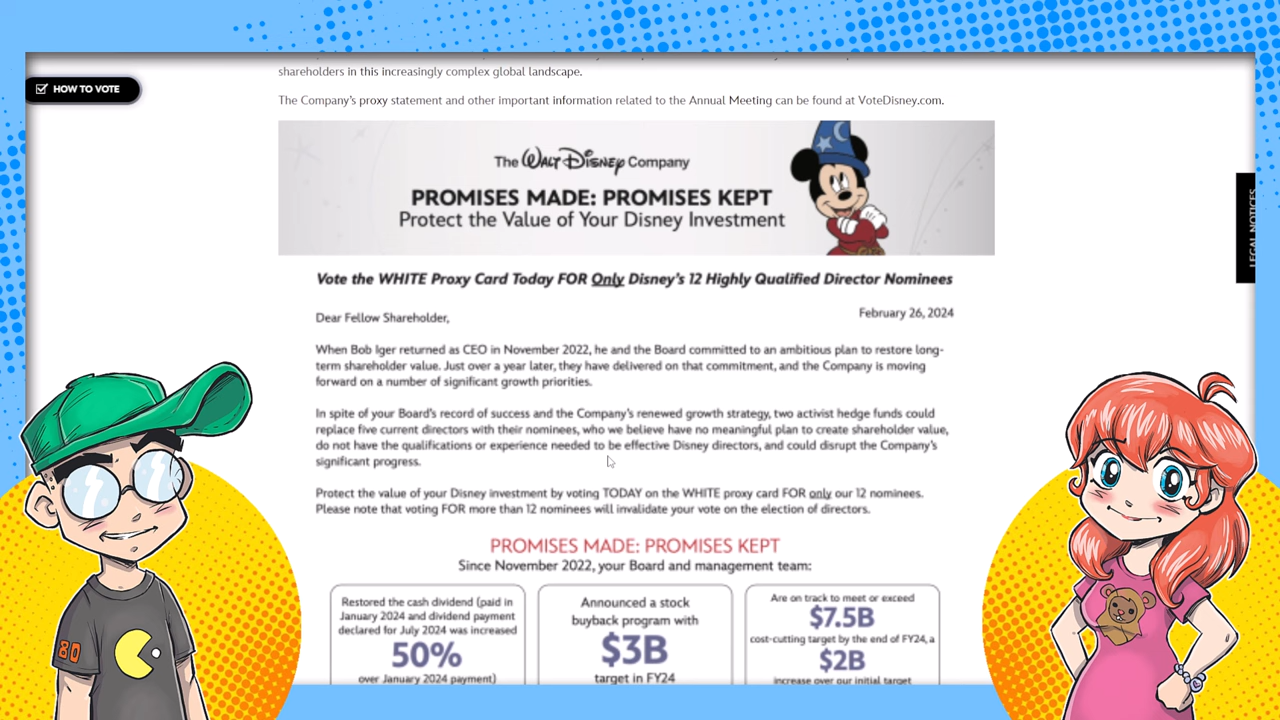 shareholders in this increasingly complex global landscape.
HOW TO VOTE
The Company's proxy statement and other important information related to the Annual Meeting can be found at VoteDisney.com.
The WALT DISNEY Company
PROMISES MADE: PROMISES KEPT
Protect the Value of Your Disney Investment
LEGAL NOTICES
Vote the WHITE Proxy Card Today FOR Only Disney's 12 Highly Qualified Director Nominees
February 26, 2024
Dear Fellow Shareholder,
When Bob Iger returned as CEO in November 2022, he and the Board committed to an ambitious plan to restore long-
term shareholder value. Just over a year later, they have delivered on that commitment, and the Company is moving
forward on a number of significant growth priorities.
In spite of your Board's record of success and the Company's renewed growth strategy, two activist hedge funds could
replace five current directors with their nominees, who we believe have no meaningful plan to create shareholder value,
do not have the qualifications or experience needed to be effective Disney directors, and could disrupt the Company's
significant progress.
Protect the value of your Disney investment by voting TODAY on the WHITE proxy card FOR only our 12 nominees.
Please note that voting FOR more than 12 nominees will invalidate your vote on the election of directors.
PROMISES MADE: PROMISES KEPT
Since November 2022, your Board and management team:
Restored the cash dividend (paid in
January 2024 and dividend payment
declared for July 2024 was increased
50%
over January 2024 payment)
Announced a stock
buyback program with
$3B
target in FY24
Are on track to meet or exceed
$7.5B
cost-cutting target by the end of FY24, a
$2B
increase over our initial target
80